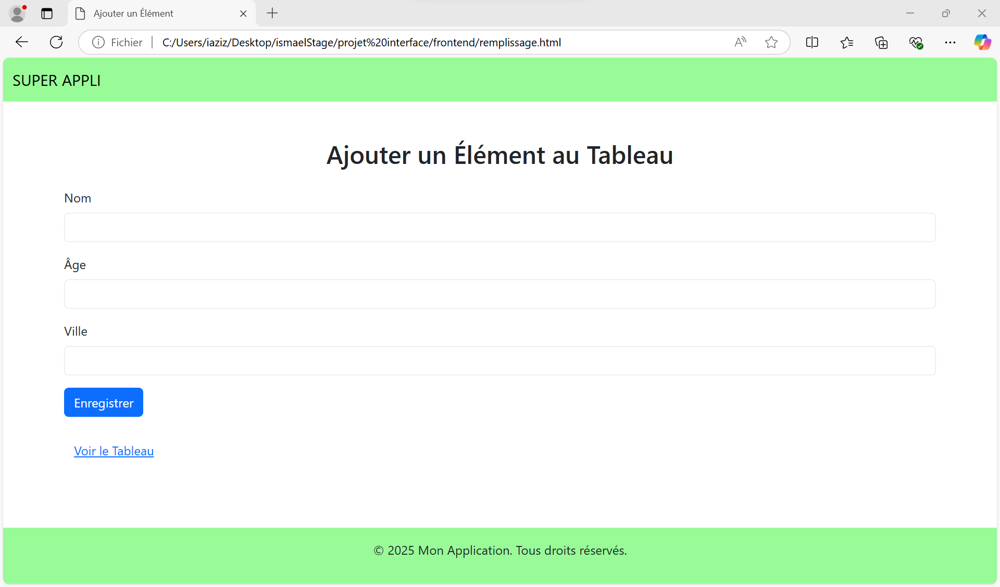 Ajouter un Élément
Fichier
C:/Users/iaziz/Desktop/ismaelStage/projet%20interface/frontend/remplissage.html
SUPER APPLI
Ajouter un Élément au Tableau
Nom
Âge
Ville
Enregistrer
Voir le Tableau
© 2025 Mon Application. Tous droits réservés.